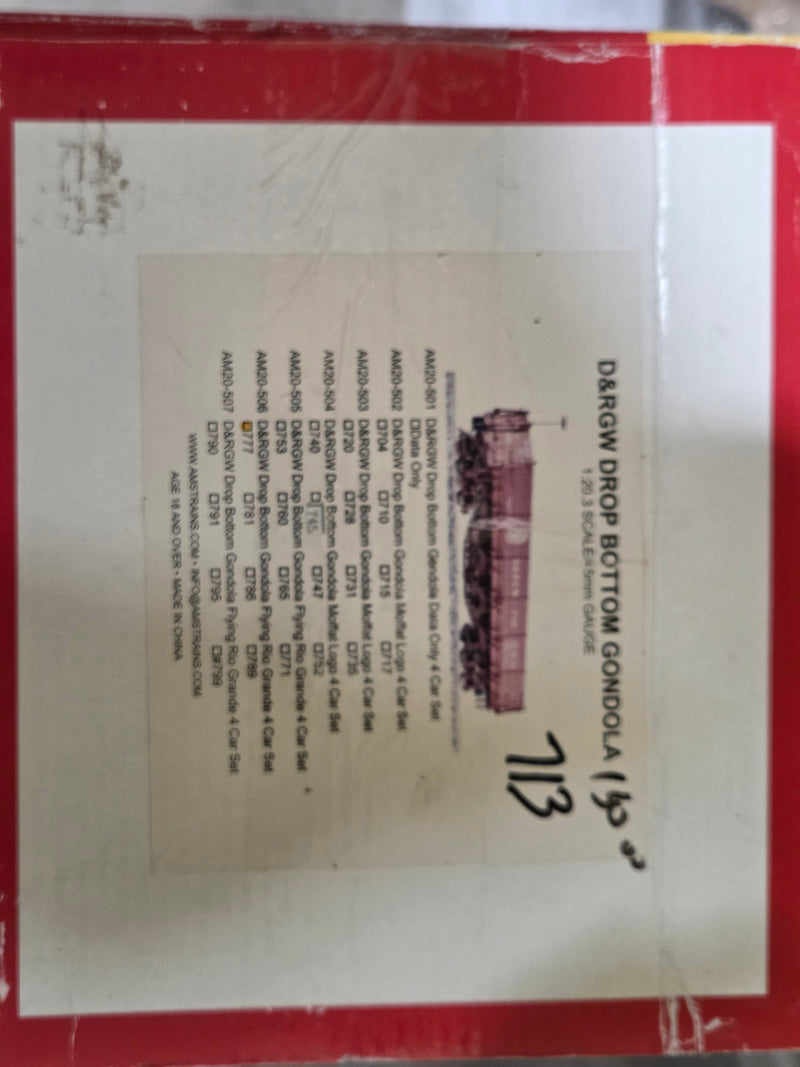 D&RGW DROP BOTTOM GONDOLA
1:20.3 SCALE/45mm GAUGE
713
AM20-501 D&RGW Drop Bottom Gondola Data Only 4 Car Set
☐Data Only
AM20-502 D&RGW Drop Bottom Gondola Moffat Logo 4 Car Set
☐704 ☐710 ☐715 ☐717
AM20-503 D&RGW Drop Bottom Gondola Moffat Logo 4 Car Set
☐720 ☐728 ☐731 ☐735
AM20-504 D&RGW Drop Bottom Gondola Moffat Logo 4 Car Set
☐740 ☐745 ☐747 ☐752
AM20-505 D&RGW Drop Bottom Gondola Flying Rio Grande 4 Car Set
☐753 ☐760 ☐765 ☐771
AM20-506 D&RGW Drop Bottom Gondola Flying Rio Grande 4 Car Set
☐777 ☐781 ☐786 ☐789
AM20-507 D&RGW Drop Bottom Gondola Flying Rio Grande 4 Car Set
☐790 ☐791 ☐795 ☐#799
WWW.AMSTRAINS.COM • INFO@AMSTRAINS.COM
AGE 18 AND OVER • MADE IN CHINA